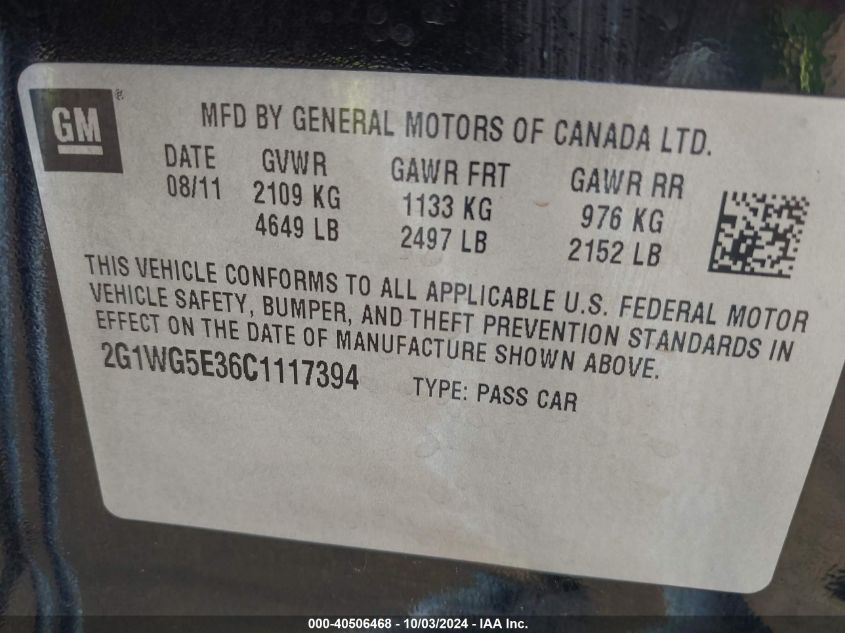 GM®
MFD BY GENERAL MOTORS OF CANADA LTD.
DATE GVWR GAWR FRT GAWR RR
08/11 2109 KG 1133 KG 976 KG
4649 LB 2497 LB 2152 LB
THIS VEHICLE CONFORMS TO ALL APPLICABLE U.S. FEDERAL MOTOR
VEHICLE SAFETY, BUMPER, AND THEFT PREVENTION STANDARDS IN
EFFECT ON THE DATE OF MANUFACTURE SHOWN ABOVE.
2G1WG5E36C1117394 TYPE: PASS CAR
000-40506468 - 10/03/2024 - IAA Inc.